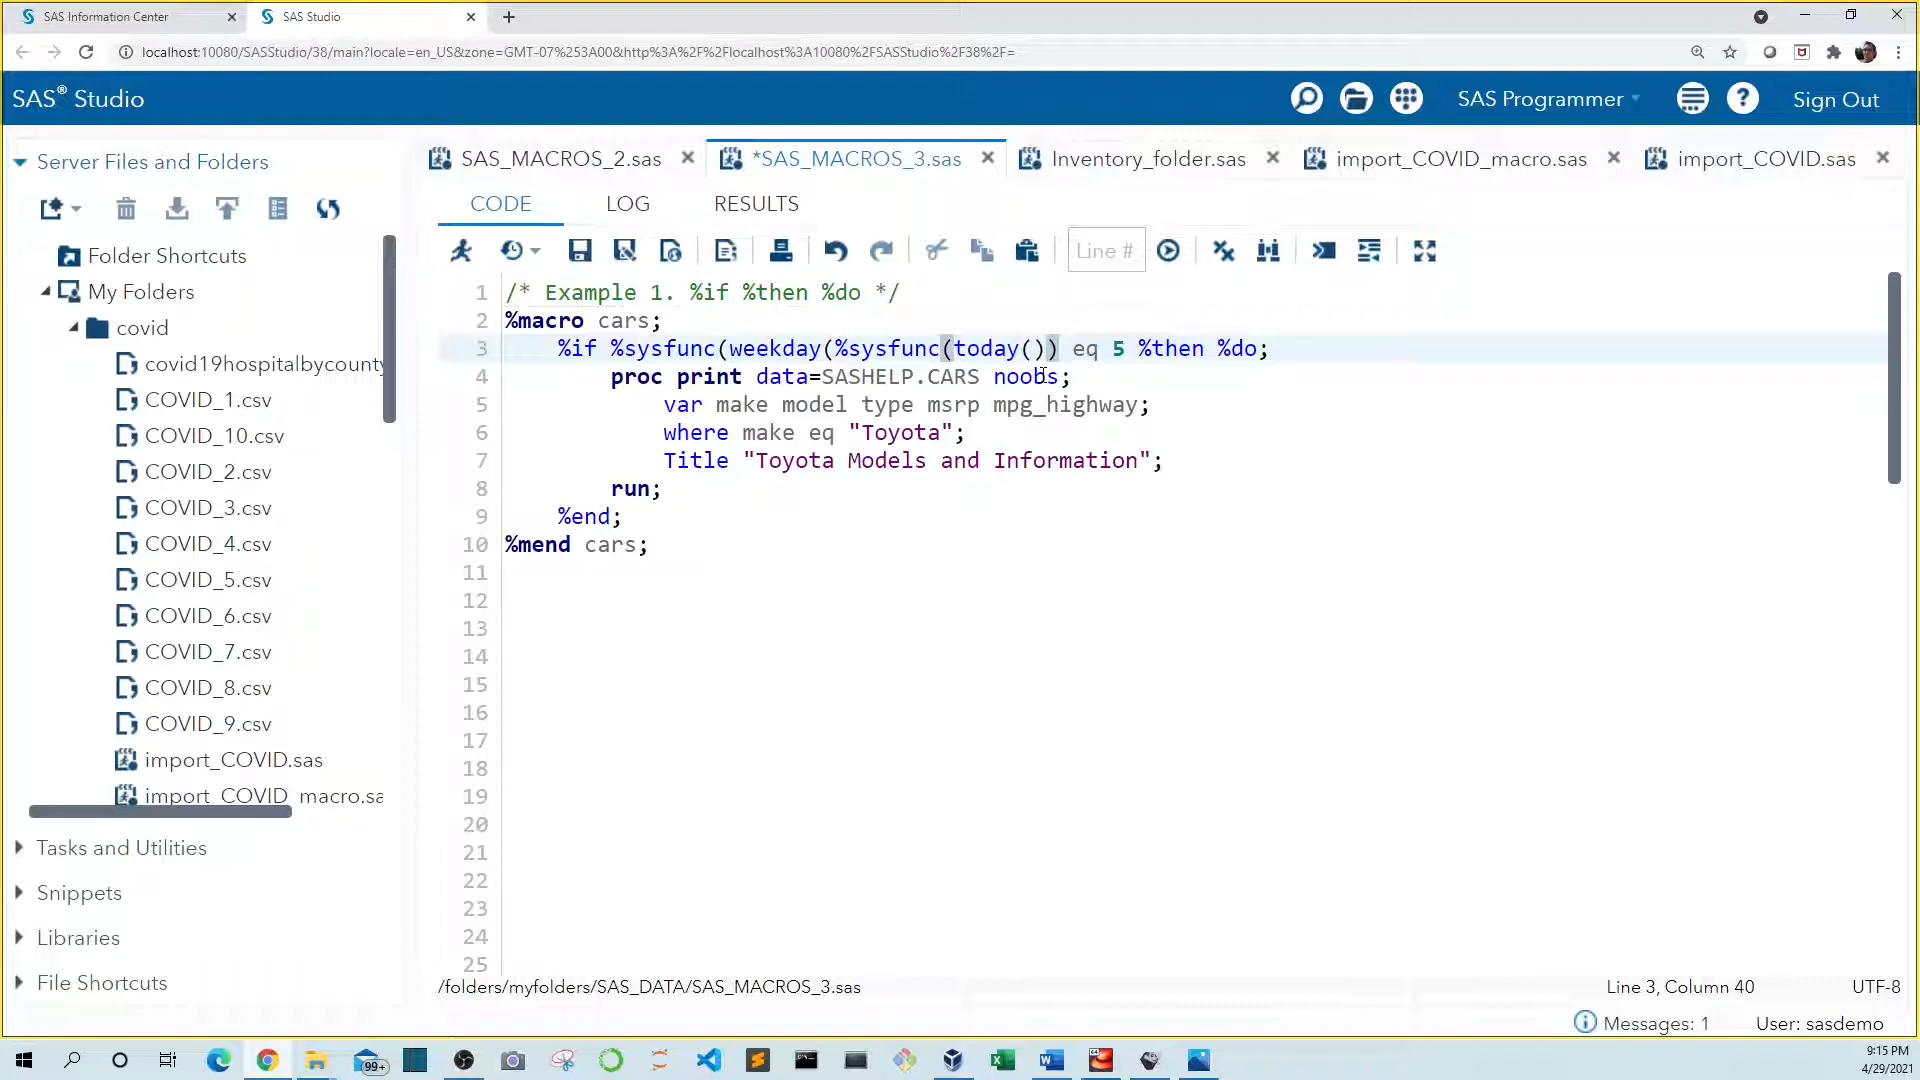 SAS Information Center
SAS Studio
localhost:10080/SASStudio/38/main?locale=en_US&zone=GMT-07%253A00&http%3A%2F%2Flocalhost%3A10080%2FSASStudio%2F38%2F=
SAS® Studio
SAS Programmer
Sign Out
Server Files and Folders
Folder Shortcuts
My Folders
covid
covid19hospitalbycounty
COVID_1.csv
COVID_10.csv
COVID_2.csv
COVID_3.csv
COVID_4.csv
COVID_5.csv
COVID_6.csv
COVID_7.csv
COVID_8.csv
COVID_9.csv
import_COVID.sas
import_COVID_macro.sa
Tasks and Utilities
Snippets
Libraries
File Shortcuts
SAS_MACROS_2.sas
*SAS_MACROS_3.sas
Inventory_folder.sas
import_COVID_macro.sas
import_COVID.sas
CODE LOG RESULTS
Line #
1 /* Example 1. %if %then %do */
2 %macro cars;
3 %if %sysfunc(weekday(%sysfunc(today()) eq 5 %then %do;
4 proc print data=SASHELP.CARS noobs;
5 var make model type msrp mpg_highway;
6 where make eq "Toyota";
7 Title "Toyota Models and Information";
8 run;
9 %end;
10 %mend cars;
11
12
13
14
15
16
17
18
19
20
21
22
23
24
25
/folders/myfolders/SAS_DATA/SAS_MACROS_3.sas
Line 3, Column 40
UTF-8
Messages: 1
User: sasdemo
99+
9:15 PM
4/29/2021